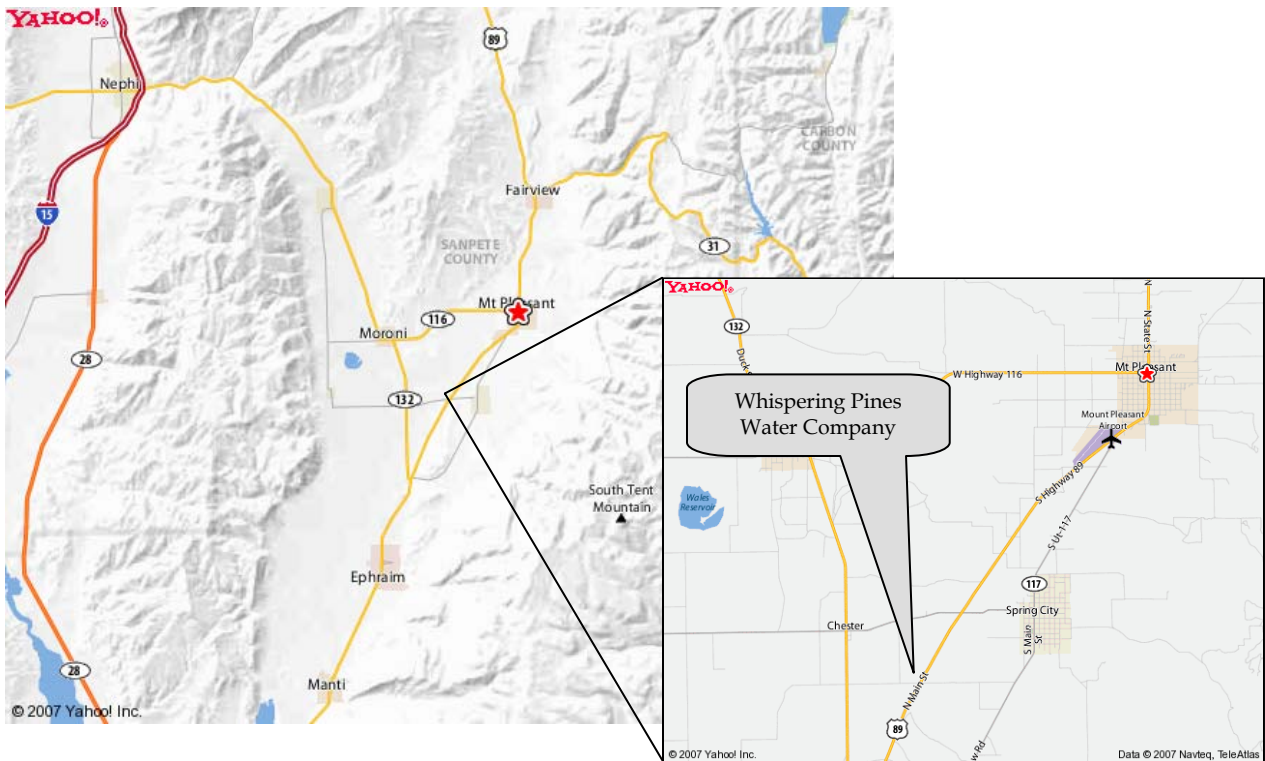 YAHOO!®
89
Nephi
CARBON
COUNTY
Fairview
15
31
SANPETE
COUNTY
Mt Pleasant
116
Moroni
28
132
South Tent
Mountain
Ephraim
28
Manti
© 2007 Yahoo! Inc.
YAHOO!®
N
132
N State St
W Highway 116
Mt Pleasant
Whispering Pines
Water Company
Mount Pleasant
Airport
S Highway 89
Wales
Reservoir
S Ut-117
117
Spring City
Chester
S Main
St
N Main St
89
w Rd
© 2007 Yahoo! Inc.
Data © 2007 Navteq, TeleAtlas